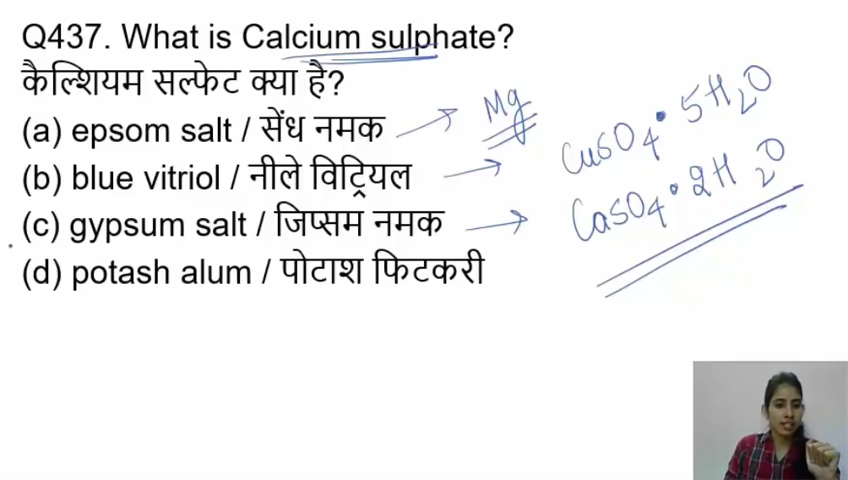 Q437. What is Calcium sulphate?
कैल्शियम सल्फेट क्या है?
(a) epsom salt / सेंध नमक → Mg
(b) blue vitriol / नीले विट्रियल → CuSO4•5H2O
(c) gypsum salt / जिप्सम नमक → CaSO4•2H2O
(d) potash alum / पोटाश फिटकरी